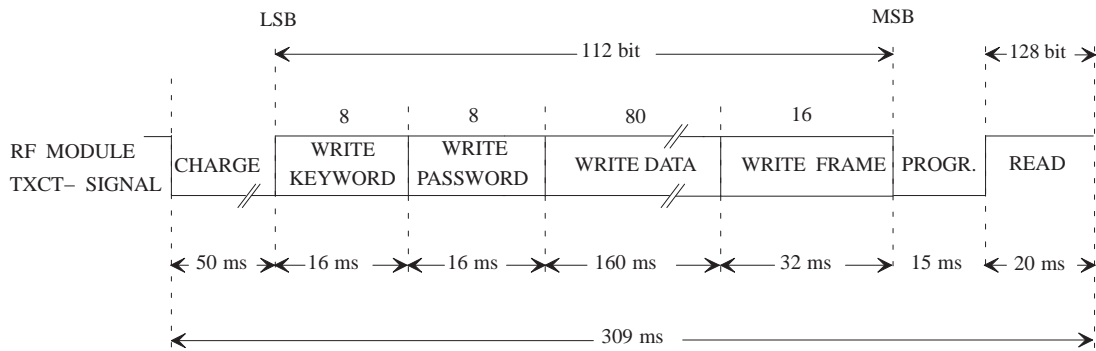 LSB MSB
112 bit 128 bit
8 8 80 16
RF MODULE
TXCT– SIGNAL
CHARGE
WRITE
KEYWORD
WRITE
PASSWORD
WRITE DATA
WRITE FRAME
PROGR.
READ
50 ms 16 ms 16 ms 160 ms 32 ms 15 ms 20 ms
309 ms